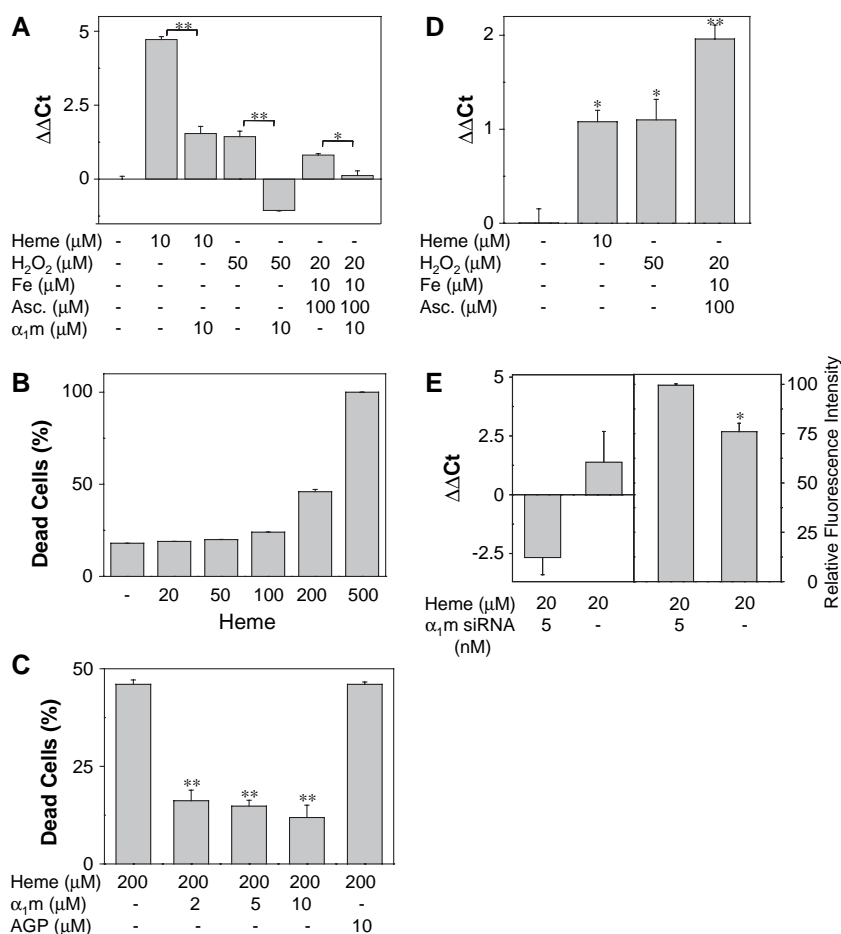 A
ΔΔCt
5
2.5
0
**
**
*
Heme (μM) - 10 10 - - - -
H₂O₂ (μM) - - - 50 50 20 20
Fe (μM) - - - - - 10 10
Asc. (μM) - - - - - 100 100
α₁m (μM) - - 10 - 10 - 10
B
Dead Cells (%)
100
50
0
- 20 50 100 200 500
Heme
C
Dead Cells (%)
50
25
0
** ** **
Heme (μM) 200 200 200 200 200
α₁m (μM) - 2 5 10 -
AGP (μM) - - - - 10
D
ΔΔCt
2
1
0
* * **
Heme (μM) - 10 - -
H₂O₂ (μM) - - 50 20
Fe (μM) - - - 10
Asc. (μM) - - - 100
E
ΔΔCt
5
2.5
0
-2.5
*
100
75
50
25
0
Relative Fluorescence Intensity
Heme (μM) 20 20 20 20
α₁m siRNA 5 - 5 -
(nM)